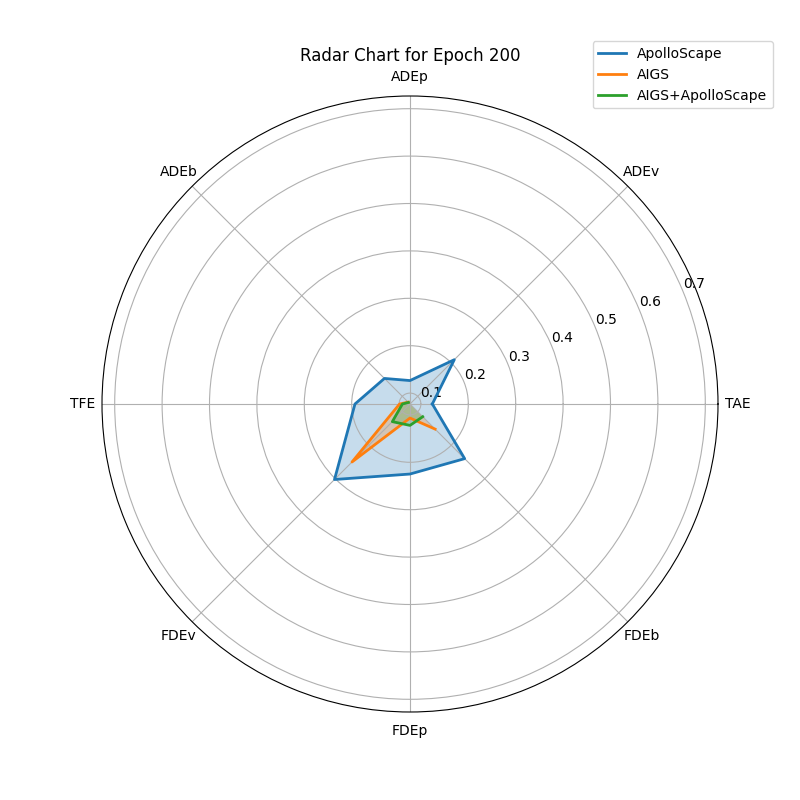 Radar Chart for Epoch 200
ApolloScape
AIGS
AIGS+ApolloScape
ADEp
ADEb
ADEv
0.7
0.6
0.5
0.4
0.3
0.2
0.1
TFE
TAE
FDEv
FDEb
FDEp